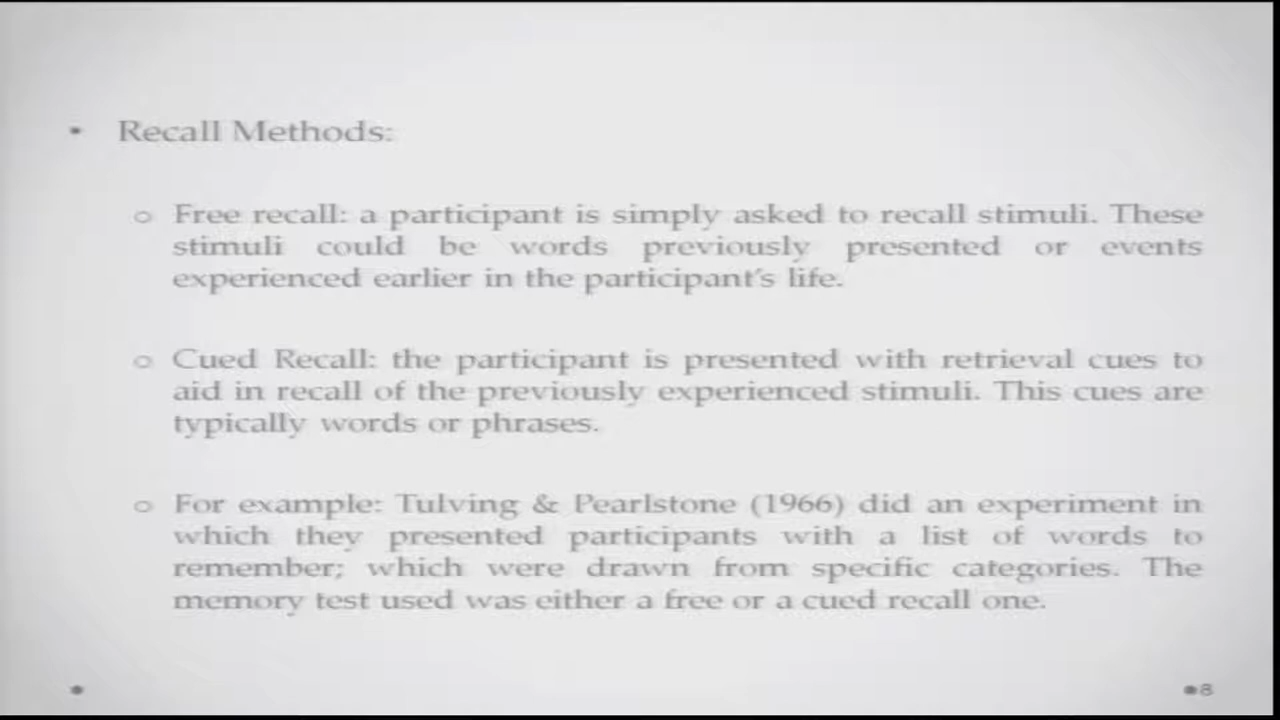 • Recall Methods:
o Free recall: a participant is simply asked to recall stimuli. These
stimuli could be words previously presented or events
experienced earlier in the participant's life.
o Cued Recall: the participant is presented with retrieval cues to
aid in recall of the previously experienced stimuli. This cues are
typically words or phrases.
o For example: Tulving & Pearlstone (1966) did an experiment in
which they presented participants with a list of words to
remember; which were drawn from specific categories. The
memory test used was either a free or a cued recall one.
•8